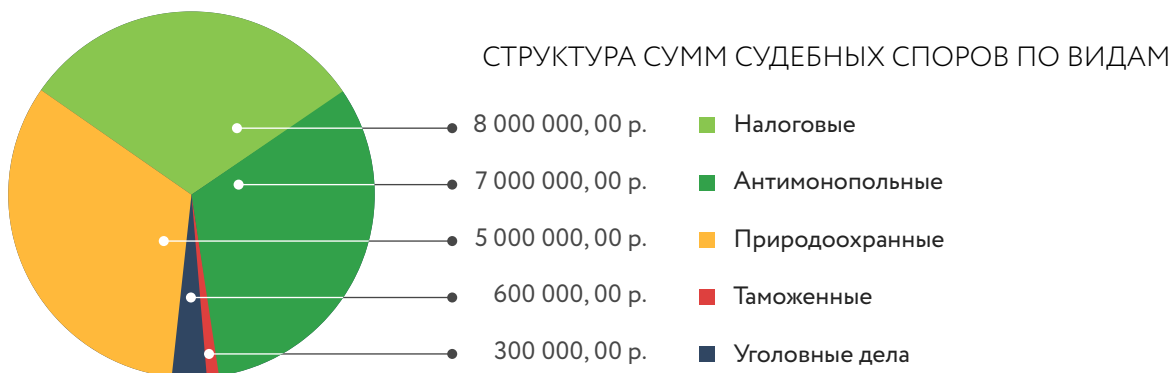 СТРУКТУРА СУММ СУДЕБНЫХ СПОРОВ ПО ВИДАМ
8 000 000,00 р. Налоговые
7 000 000,00 р. Антимонопольные
5 000 000,00 р. Природоохранные
600 000,00 р. Таможенные
300 000,00 р. Уголовные дела